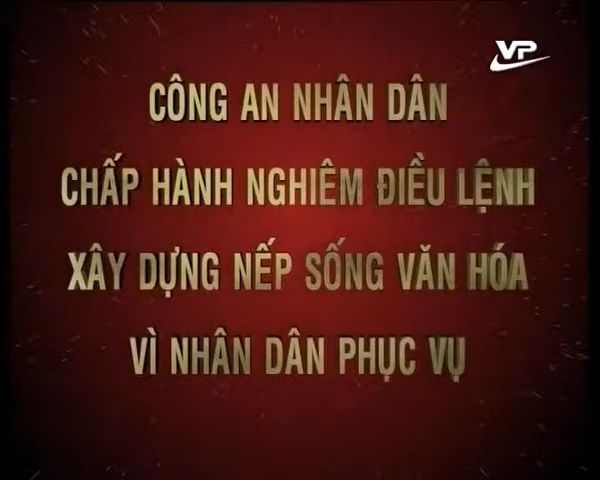 VP
CÔNG AN NHÂN DÂN
CHẤP HÀNH NGHIÊM ĐIỀU LỆNH
XÂY DỰNG NẾP SỐNG VĂN HÓA
VÌ NHÂN DÂN PHỤC VỤ